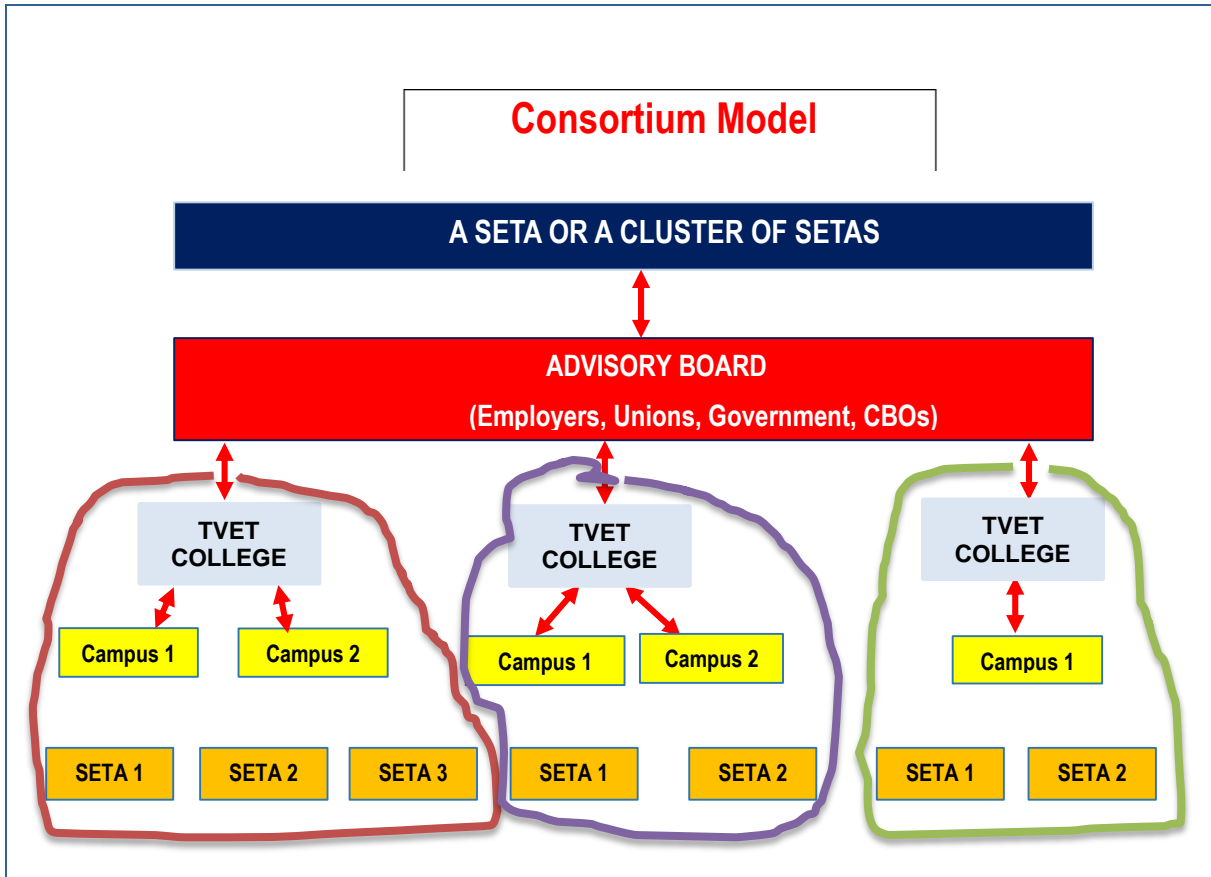 Consortium Model
A SETA OR A CLUSTER OF SETAS
ADVISORY BOARD
(Employers, Unions, Government, CBOs)
TVET
COLLEGE
TVET
COLLEGE
TVET
COLLEGE
Campus 1
Campus 2
Campus 1
Campus 2
Campus 1
SETA 1
SETA 2
SETA 3
SETA 1
SETA 2
SETA 1
SETA 2